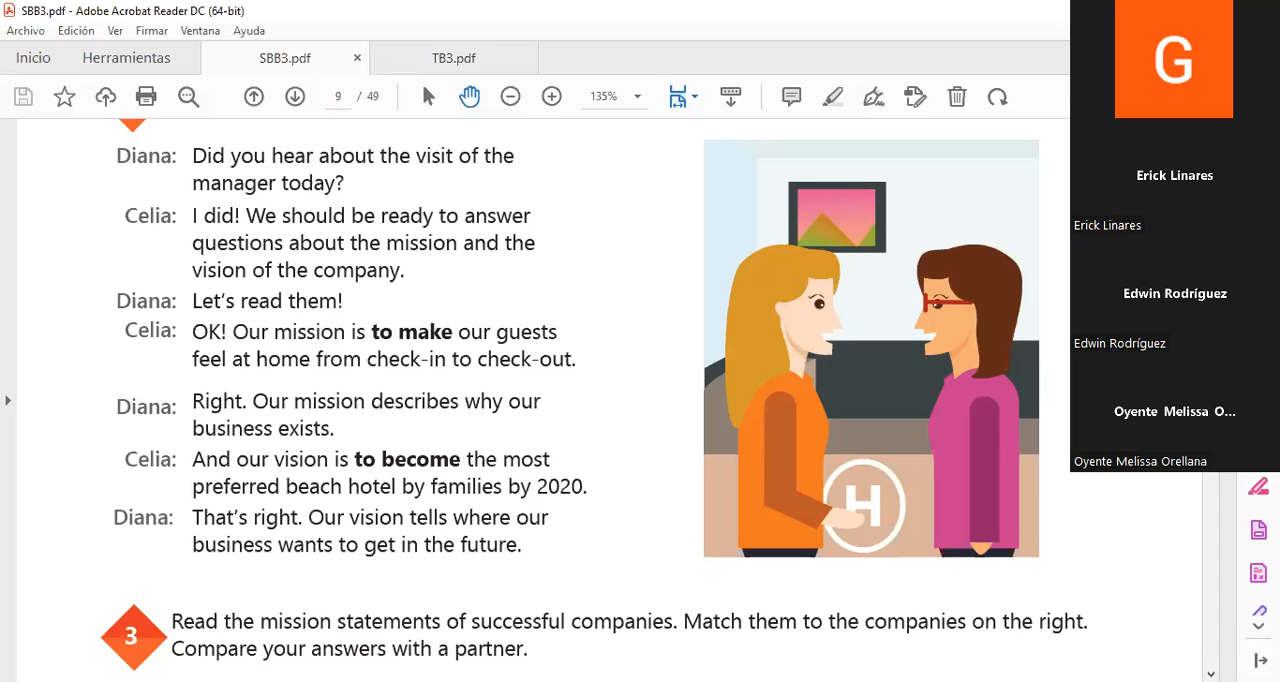 SBB3.pdf - Adobe Acrobat Reader DC (64-bit)
Archivo Edición Ver Firmar Ventana Ayuda
Inicio Herramientas SBB3.pdf × TB3.pdf
9 / 49 135%
Diana: Did you hear about the visit of the
manager today?
Celia: I did! We should be ready to answer
questions about the mission and the
vision of the company.
Diana: Let's read them!
Celia: OK! Our mission is to make our guests
feel at home from check-in to check-out.
Diana: Right. Our mission describes why our
business exists.
Celia: And our vision is to become the most
preferred beach hotel by families by 2020.
Diana: That's right. Our vision tells where our
business wants to get in the future.
H
3 Read the mission statements of successful companies. Match them to the companies on the right.
Compare your answers with a partner.
G
Erick Linares
Erick Linares
Edwin Rodríguez
Edwin Rodríguez
Oyente Melissa O...
Oyente Melissa Orellana